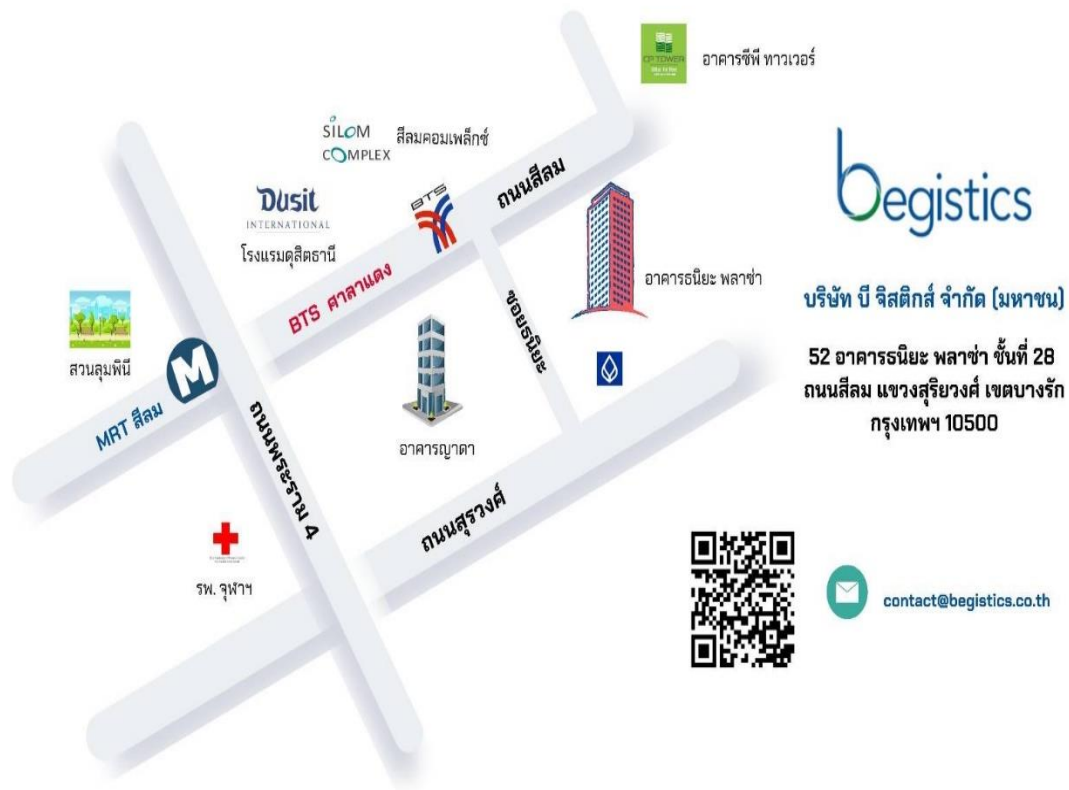 CP TOWER
อาคารซีพี ทาวเวอร์
SILOM
COMPLEX
สีลมคอมเพล็กซ์
Dusit
INTERNATIONAL
โรงแรมดุสิตธานี
BTS
ถนนสีลม
BTS ศาลาแดง
อาคารธนิยะ พลาซ่า
ซอยธนิยะ
สวนลุมพินี
M
MRT สีลม
ถนนพระราม 4
อาคารญาดา
ถนนสุรวงศ์
รพ. จุฬาฯ
begistics
บริษัท บี จิสติกส์ จำกัด (มหาชน)
52 อาคารธนิยะ พลาซ่า ชั้นที่ 28
ถนนสีลม แขวงสุริยวงศ์ เขตบางรัก
กรุงเทพฯ 10500
contact@begistics.co.th